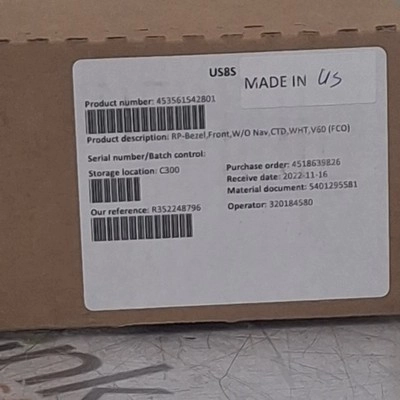 US8S
MADE IN US
Product number: 453561542801
Product description: RP-Bezel,Front,W/O Nav,CTD,WHT,V60 (FCO)
Serial number/Batch control:
Storage location: C300
Purchase order: 4518639826
Receive date: 2022-11-16
Material document: 5401295581
Our reference: R352248796
Operator: 320184580